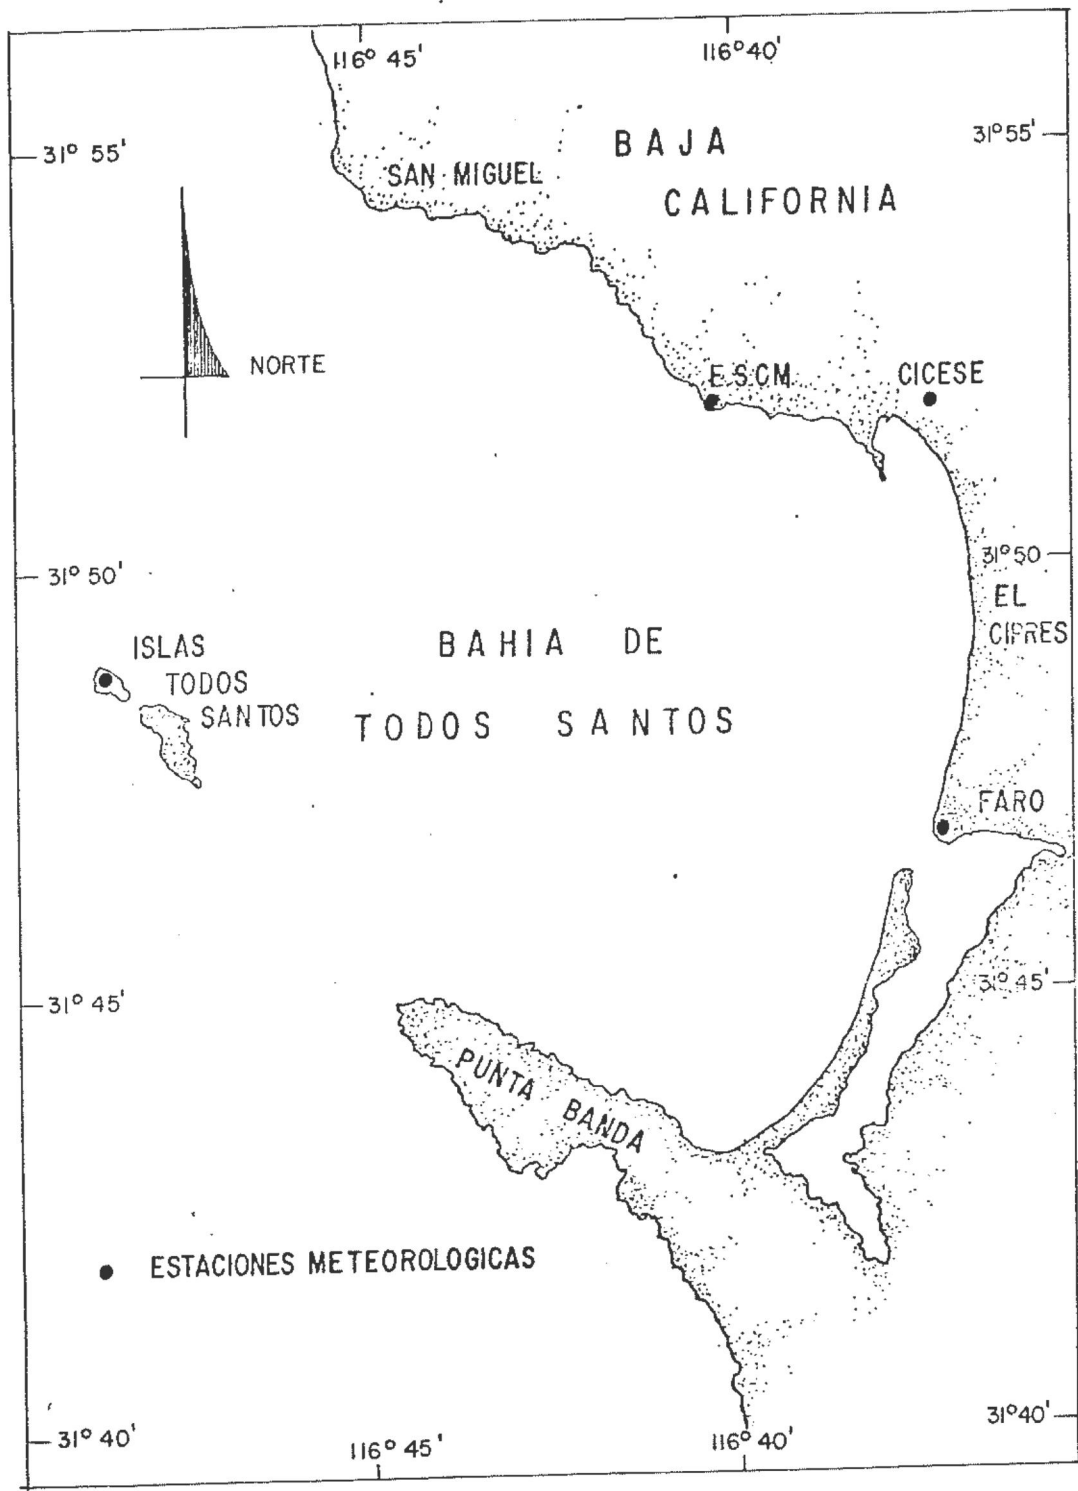 116° 45'
116° 40'
31° 55'
31° 55'
BAJA
CALIFORNIA
SAN MIGUEL
NORTE
E.S.C.M.
CICESE
31° 50'
31° 50
EL
CIPRES
ISLAS
TODOS
SANTOS
BAHIA DE
TODOS SANTOS
FARO
31° 45'
31° 45'
PUNTA BANDA
ESTACIONES METEOROLOGICAS
31° 40'
31° 40'
116° 45'
116° 40'